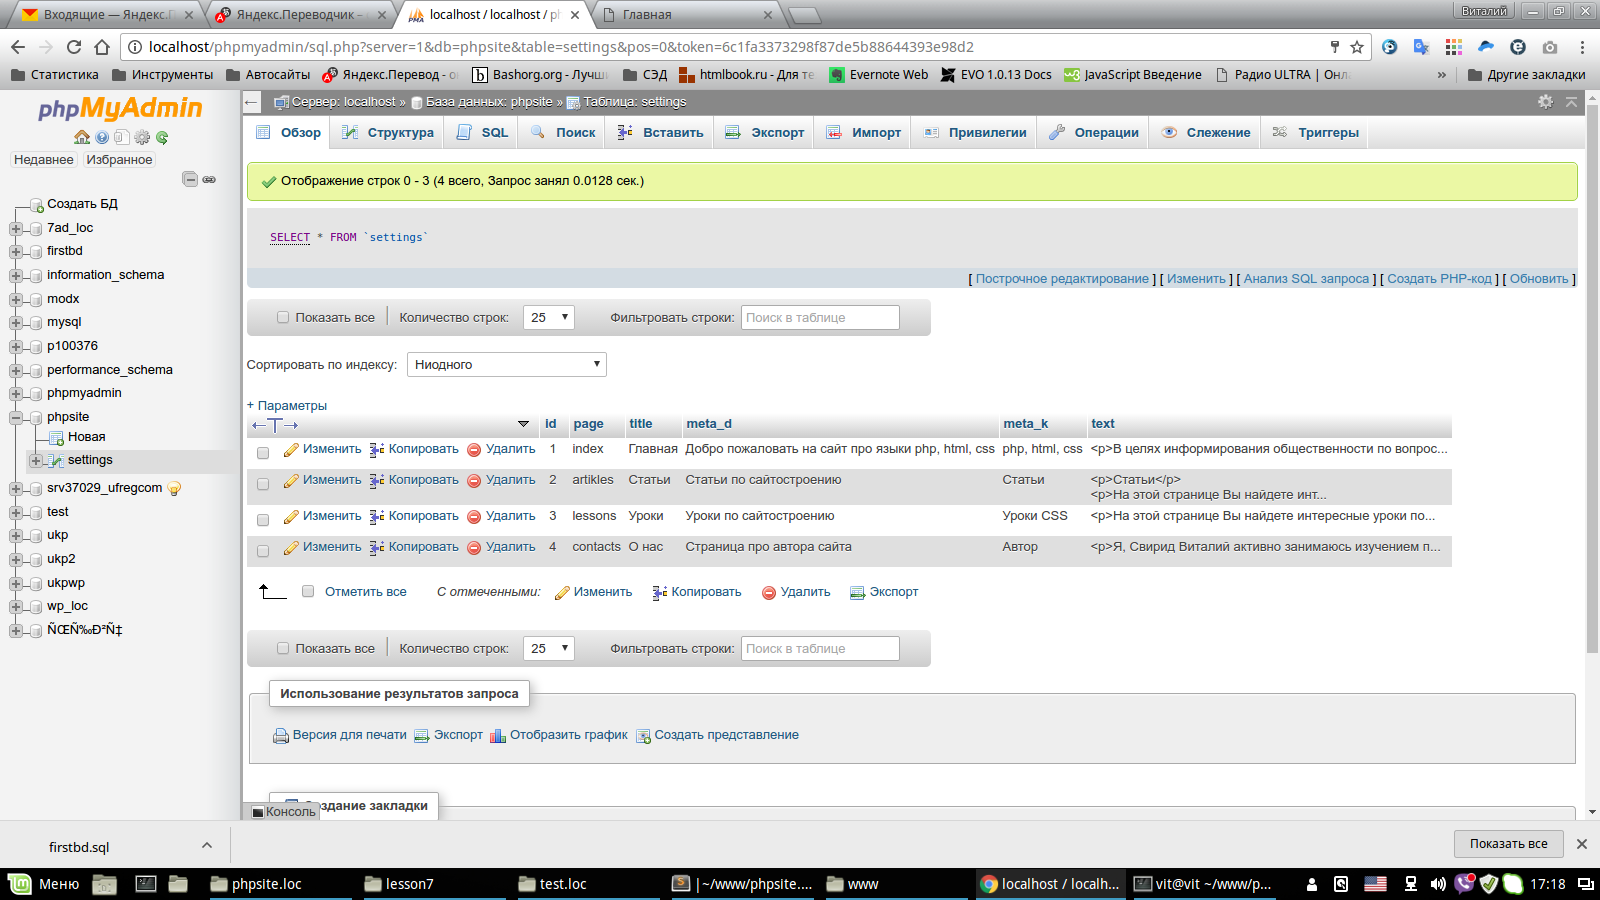 Входящие — Яндекс.П
Яндекс.Переводчик –
localhost / localhost / ph
Главная
Виталий
localhost/phpmyadmin/sql.php?server=1&db=phpsite&table=settings&pos=0&token=6c1fa3373298f87de5b88644393e98d2
Статистика
Инструменты
Автосайты
Яндекс.Перевод - о
Bashorg.org - Лучш
СЭД
htmlbook.ru - Для те
Evernote Web
EVO 1.0.13 Docs
JavaScript Введение
Радио ULTRA | Онл
»
Другие закладки
phpMyAdmin
Недавнее
Избранное
Создать БД
7ad_loc
firstbd
information_schema
modx
mysql
p100376
performance_schema
phpmyadmin
phpsite
Новая
settings
srv37029_ufregcom
test
ukp
ukp2
ukpwp
wp_loc
ÑŒÑ‰Ð²Ñ‡
Сервер: localhost » База данных: phpsite » Таблица: settings
Обзор
Структура
SQL
Поиск
Вставить
Экспорт
Импорт
Привилегии
Операции
Слежение
Триггеры
Отображение строк 0 - 3 (4 всего, Запрос занял 0.0128 сек.)
SELECT * FROM `settings`
[ Построчное редактирование ] [ Изменить ] [ Анализ SQL запроса ] [ Создать PHP-код ] [ Обновить ]
Показать все
Количество строк:
25
Фильтровать строки:
Поиск в таблице
Сортировать по индексу:
Ниодного
+ Параметры
←T→ id page title meta_d meta_k text
Изменить Копировать Удалить 1 index Главная Добро пожаловать на сайт про языки php, html, css php, html, css <p>В целях информирования общественности по вопрос...
Изменить Копировать Удалить 2 artikles Статьи Статьи по сайтостроению Статьи <p>Статьи</p>
<p>На этой странице Вы найдете инт...
Изменить Копировать Удалить 3 lessons Уроки Уроки по сайтостроению Уроки CSS <p>На этой странице Вы найдете интересные уроки по...
Изменить Копировать Удалить 4 contacts О нас Страница про автора сайта Автор <p>Я, Свирид Виталий активно занимаюсь изучением п...
Отметить все
С отмеченными:
Изменить
Копировать
Удалить
Экспорт
Показать все
Количество строк:
25
Фильтровать строки:
Поиск в таблице
Использование результатов запроса
Версия для печати
Экспорт
Отобразить график
Создать представление
оздание закладки
Консоль
firstbd.sql
Показать все
Меню
phpsite.loc
lesson7
test.loc
|~/www/phpsite....
www
localhost / localh...
vit@vit ~/www/p...
17:18